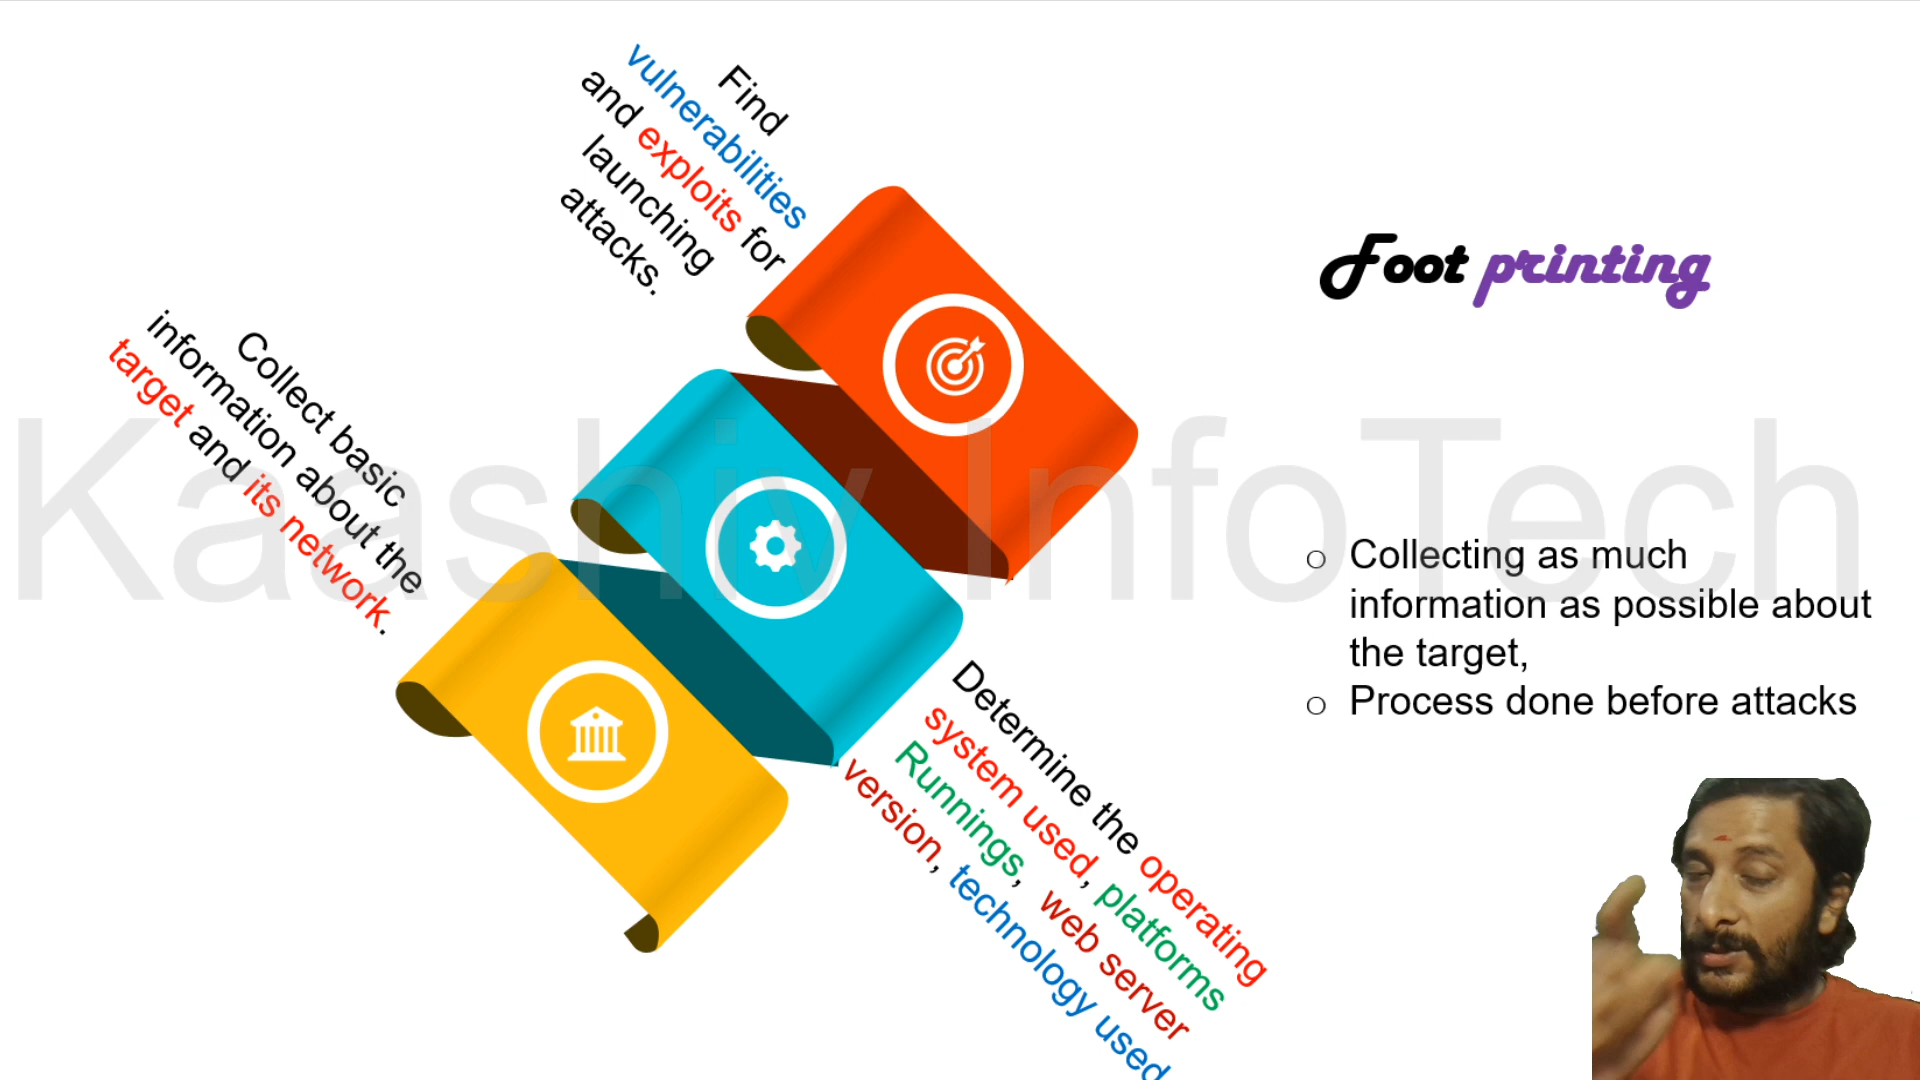 Find
vulnerabilities
and exploits for
launching
attacks.
Foot printing
Collect basic
information about the
target and its network.
Kaashiv InfoTech
Collecting as much
information as possible about
the target,
Process done before attacks
Determine the operating
system used, platforms
Runnings, web server
version, technology used